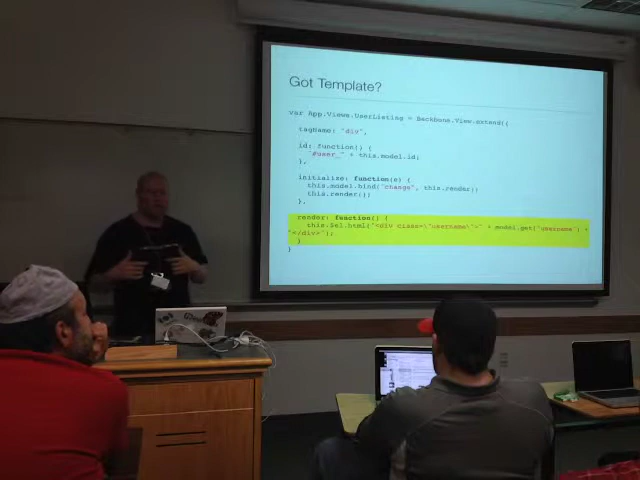 Got Template?
var App.Views.UserListing = Backbone.View.extend({
tagName: "div",
id: function() {
"#user_" + this.model.id;
},
initialize: function(e) {
this.model.bind("change", this.render);
this.render();
},
render: function() {
this.$el.html("<div class=\"username\">" + model.get("username") +
"</div>");
}
}